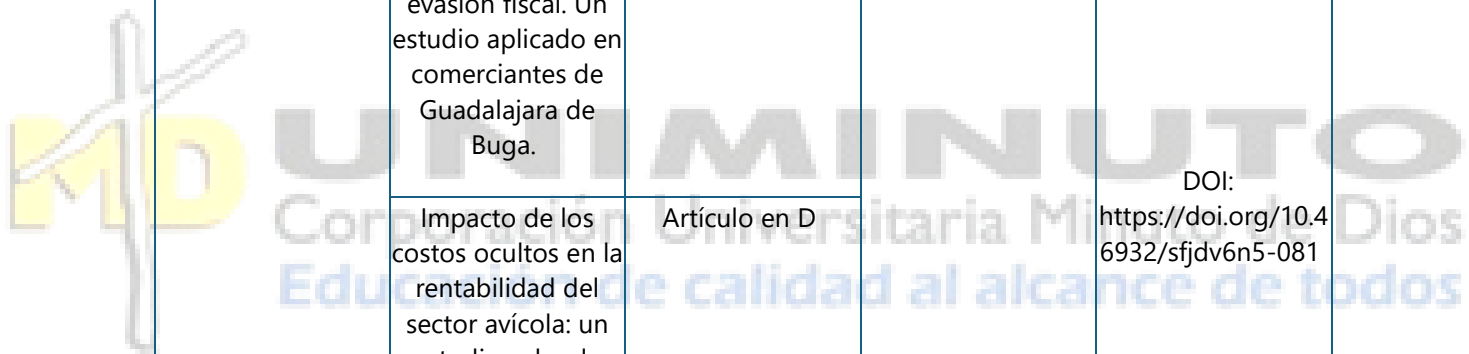 evasión fiscal. Un
estudio aplicado en
comerciantes de
Guadalajara de
Buga.
Impacto de los
costos ocultos en la
rentabilidad del
sector avícola: un
Artículo en D
DOI:
https://doi.org/10.4
6932/sfjdv6n5-081
MD UNIMINUTO
Corporación Universitaria Minuto de Dios
Educación de calidad al alcance de todos